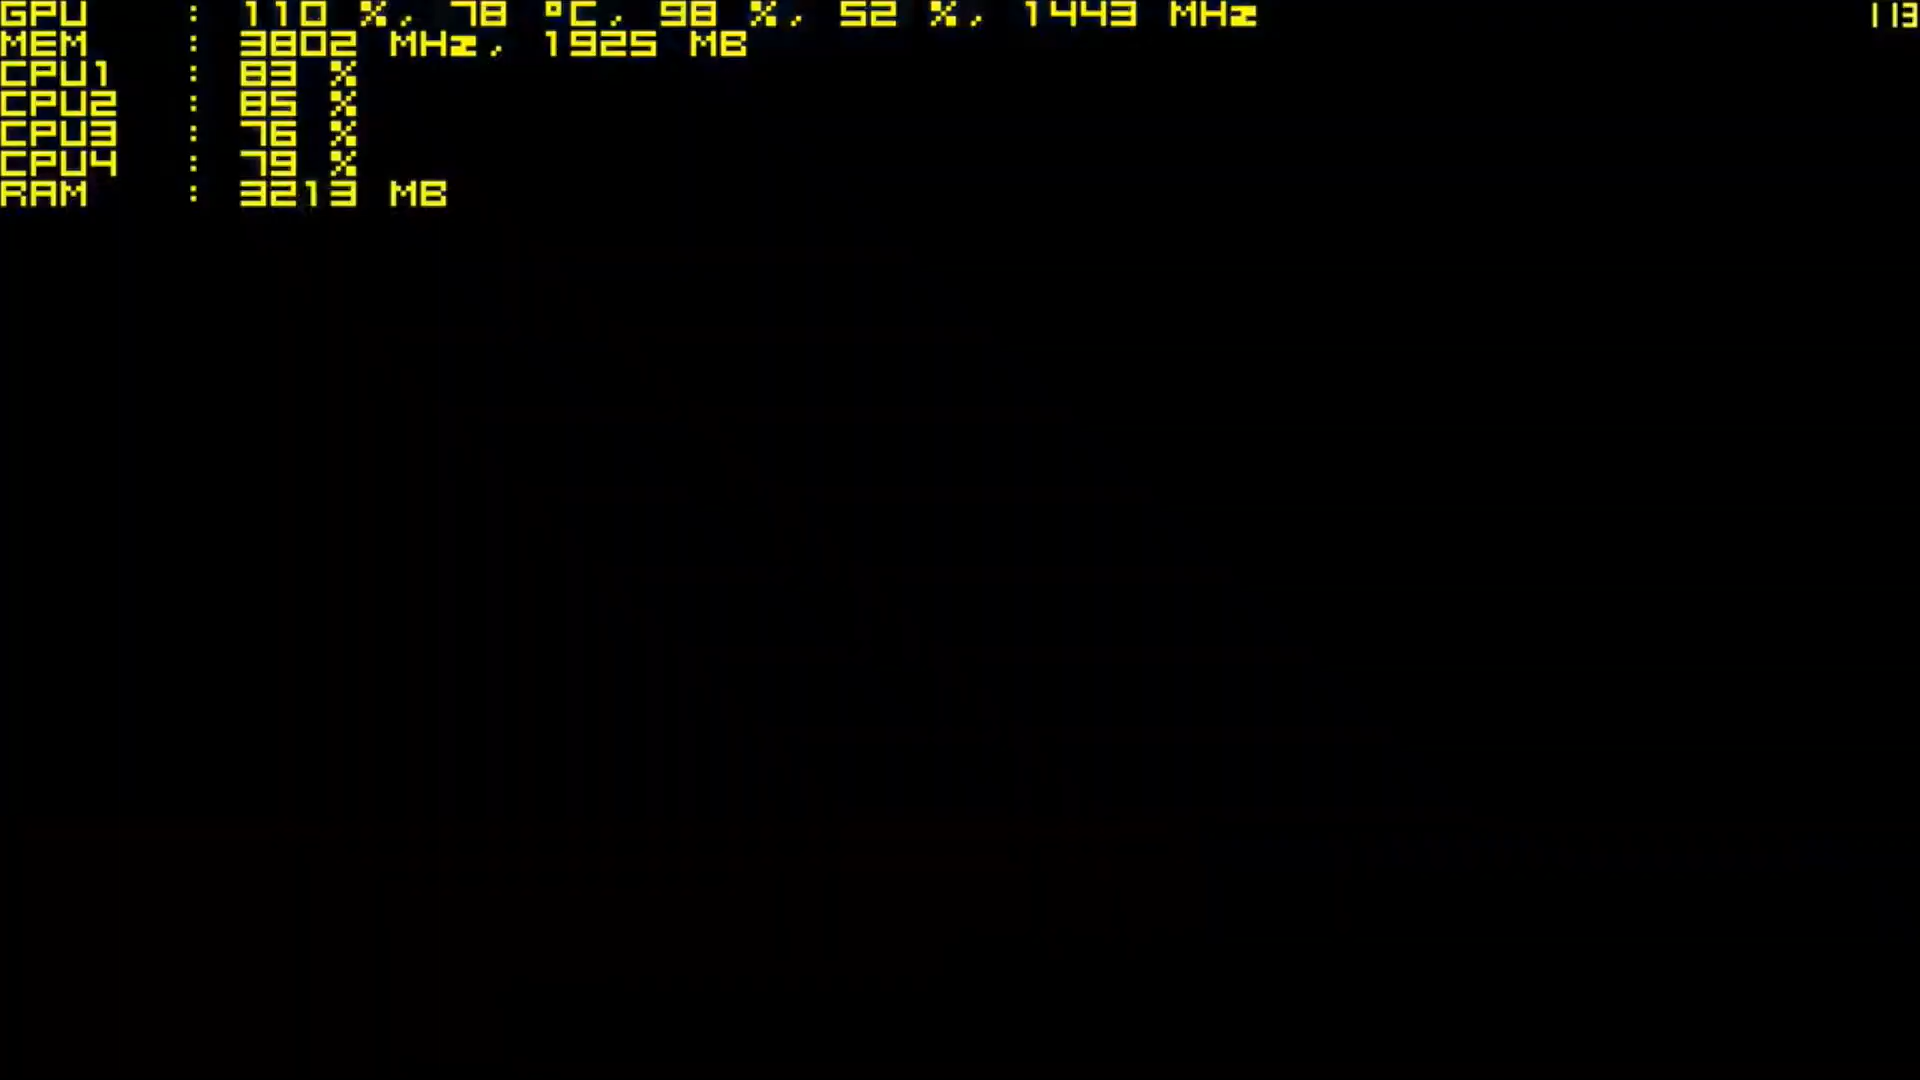 GPU : 110 %, 78 °C, 98 %, 52 %, 1443 MHz
113
MEM : 3802 MHz, 1925 MB
CPU1 : 83 %
CPU2 : 85 %
CPU3 : 76 %
CPU4 : 79 %
RAM : 3213 MB